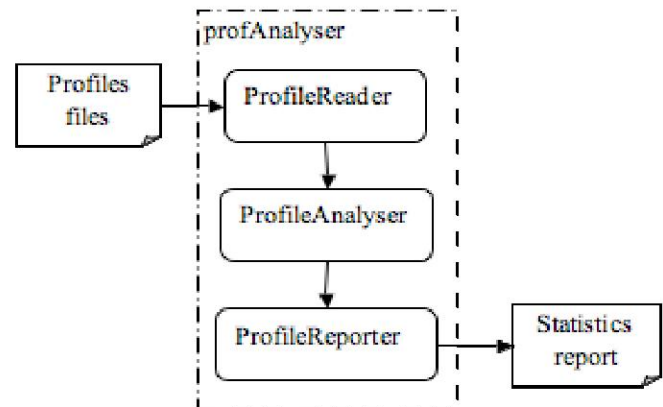 profAnalyser
Profiles
files
ProfileReader
ProfileAnalyser
ProfileReporter
Statistics
report